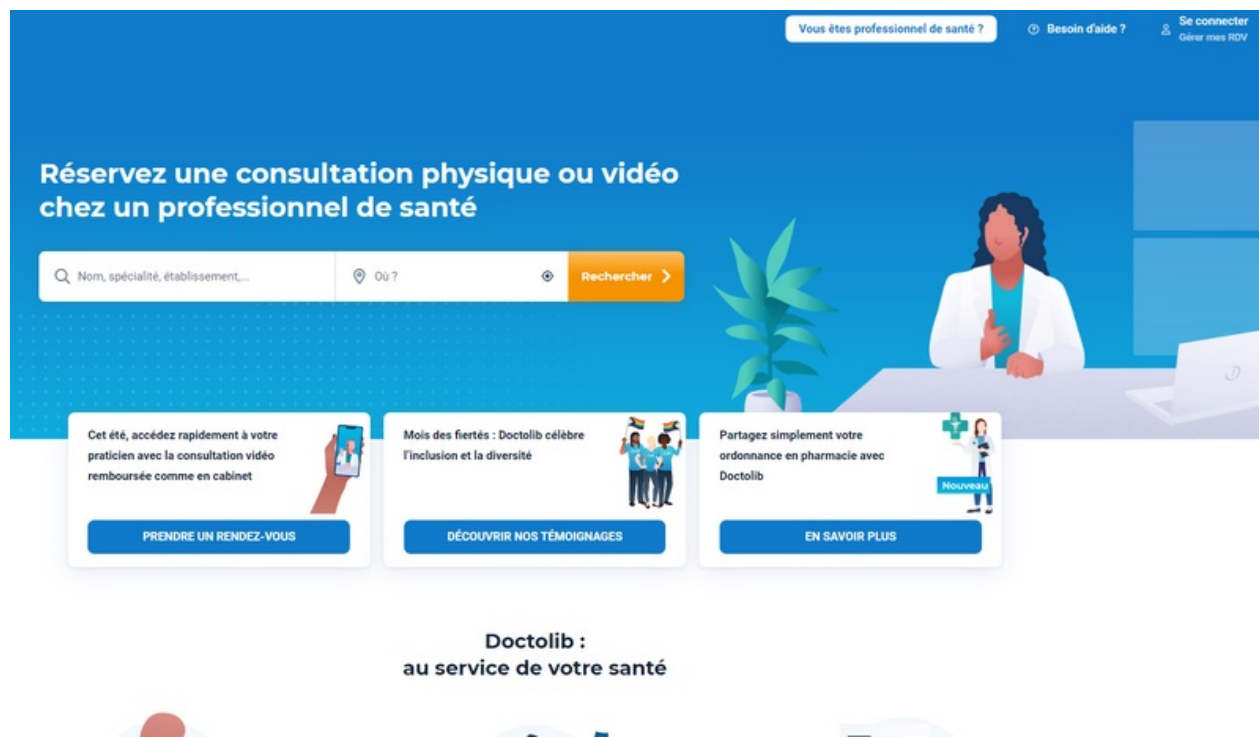 Vous êtes professionnel de santé ?
Besoin d'aide ?
Se connecter
Gérer mes RDV
Réservez une consultation physique ou vidéo
chez un professionnel de santé
Nom, spécialité, établissement,...
Où ?
Rechercher
Cet été, accédez rapidement à votre
praticien avec la consultation vidéo
remboursée comme en cabinet
PRENDRE UN RENDEZ-VOUS
Mois des fiertés : Doctolib célèbre
l'inclusion et la diversité
DÉCOUVRIR NOS TÉMOIGNAGES
Partagez simplement votre
ordonnance en pharmacie avec
Doctolib
Nouveau
EN SAVOIR PLUS
Doctolib :
au service de votre santé